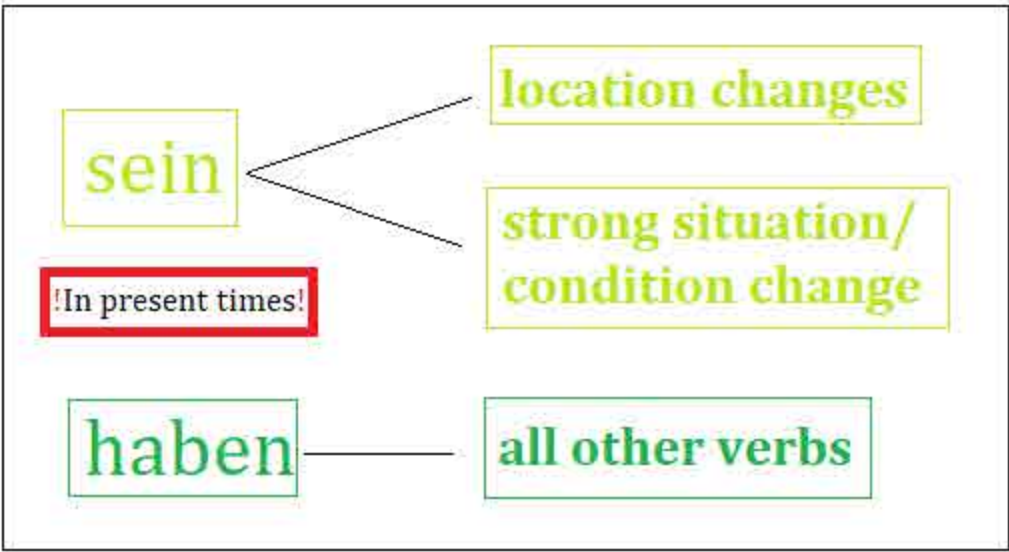 sein
location changes
strong situation/
condition change
!In present times!
haben
all other verbs